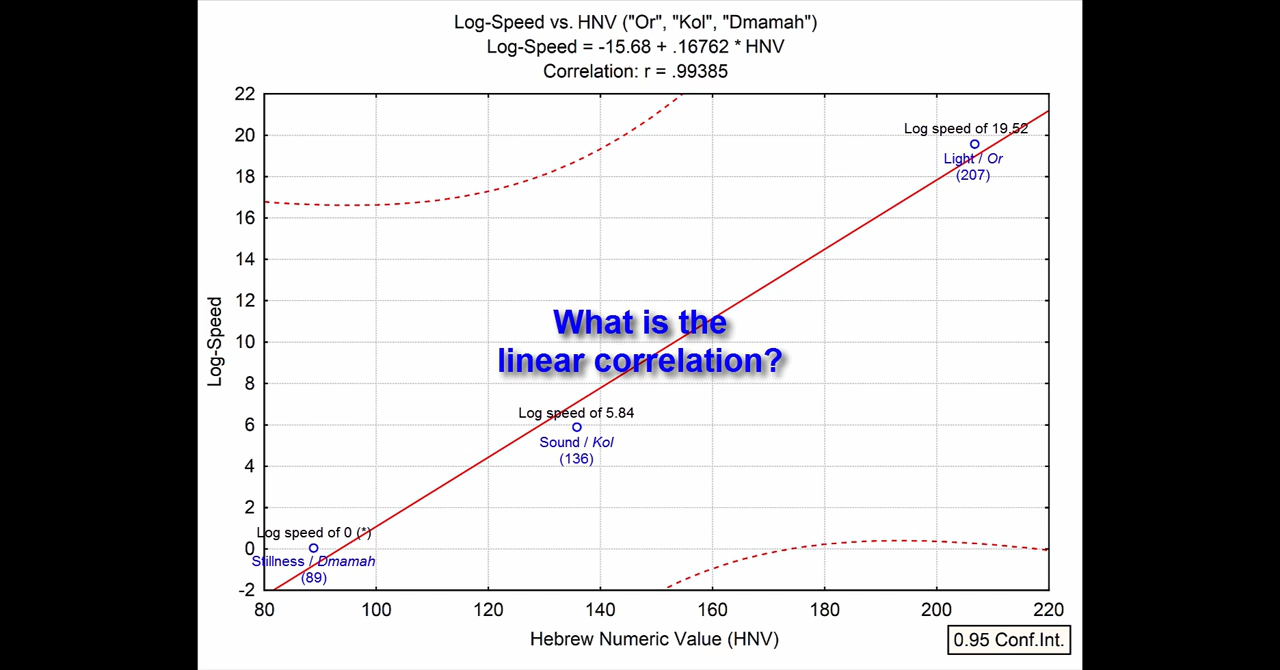 Log-Speed vs. HNV ("Or", "Kol", "Dmamah")
Log-Speed = -15.68 + .16762 * HNV
Correlation: r = .99385
22
20
18
16
14
12
10
8
6
4
2
0
-2
Log-Speed
Log speed of 19.52
Light / Or
(207)
What is the
linear correlation?
Log speed of 5.84
Sound / Kol
(136)
Log speed of 0 (*)
Stillness / Dmamah
(89)
80 100 120 140 160 180 200 220
Hebrew Numeric Value (HNV)
0.95 Conf.Int.